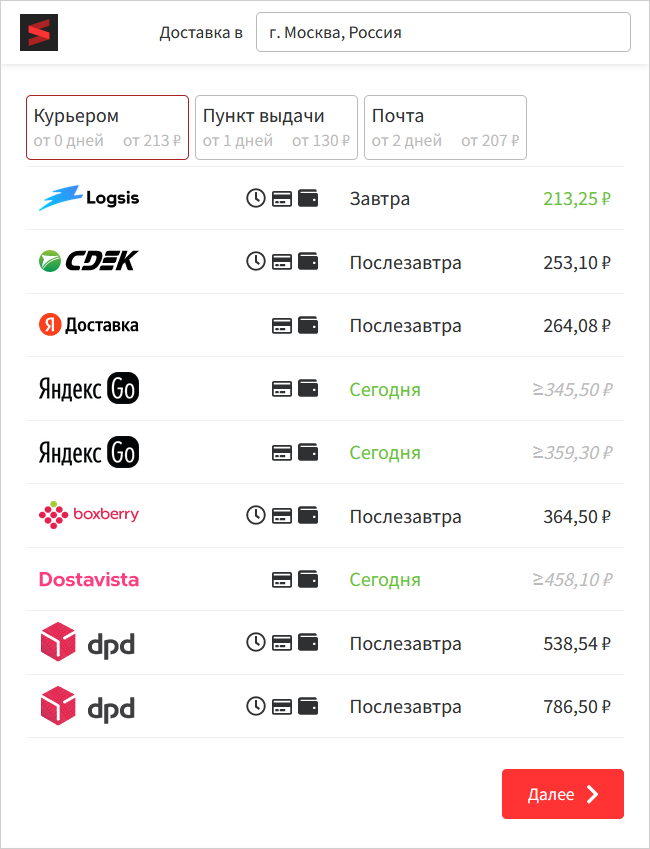 Доставка в г. Москва, Россия
Курьером Пункт выдачи Почта
от 0 дней от 213 ₽ от 1 дней от 130 ₽ от 2 дней от 207 ₽
Logsis Завтра 213,25 ₽
CDEK Послезавтра 253,10 ₽
Я Доставка Послезавтра 264,08 ₽
Яндекс Go Сегодня ≥345,50 ₽
Яндекс Go Сегодня ≥359,30 ₽
boxberry Послезавтра 364,50 ₽
Dostavista Сегодня ≥458,10 ₽
dpd Послезавтра 538,54 ₽
dpd Послезавтра 786,50 ₽
Далее